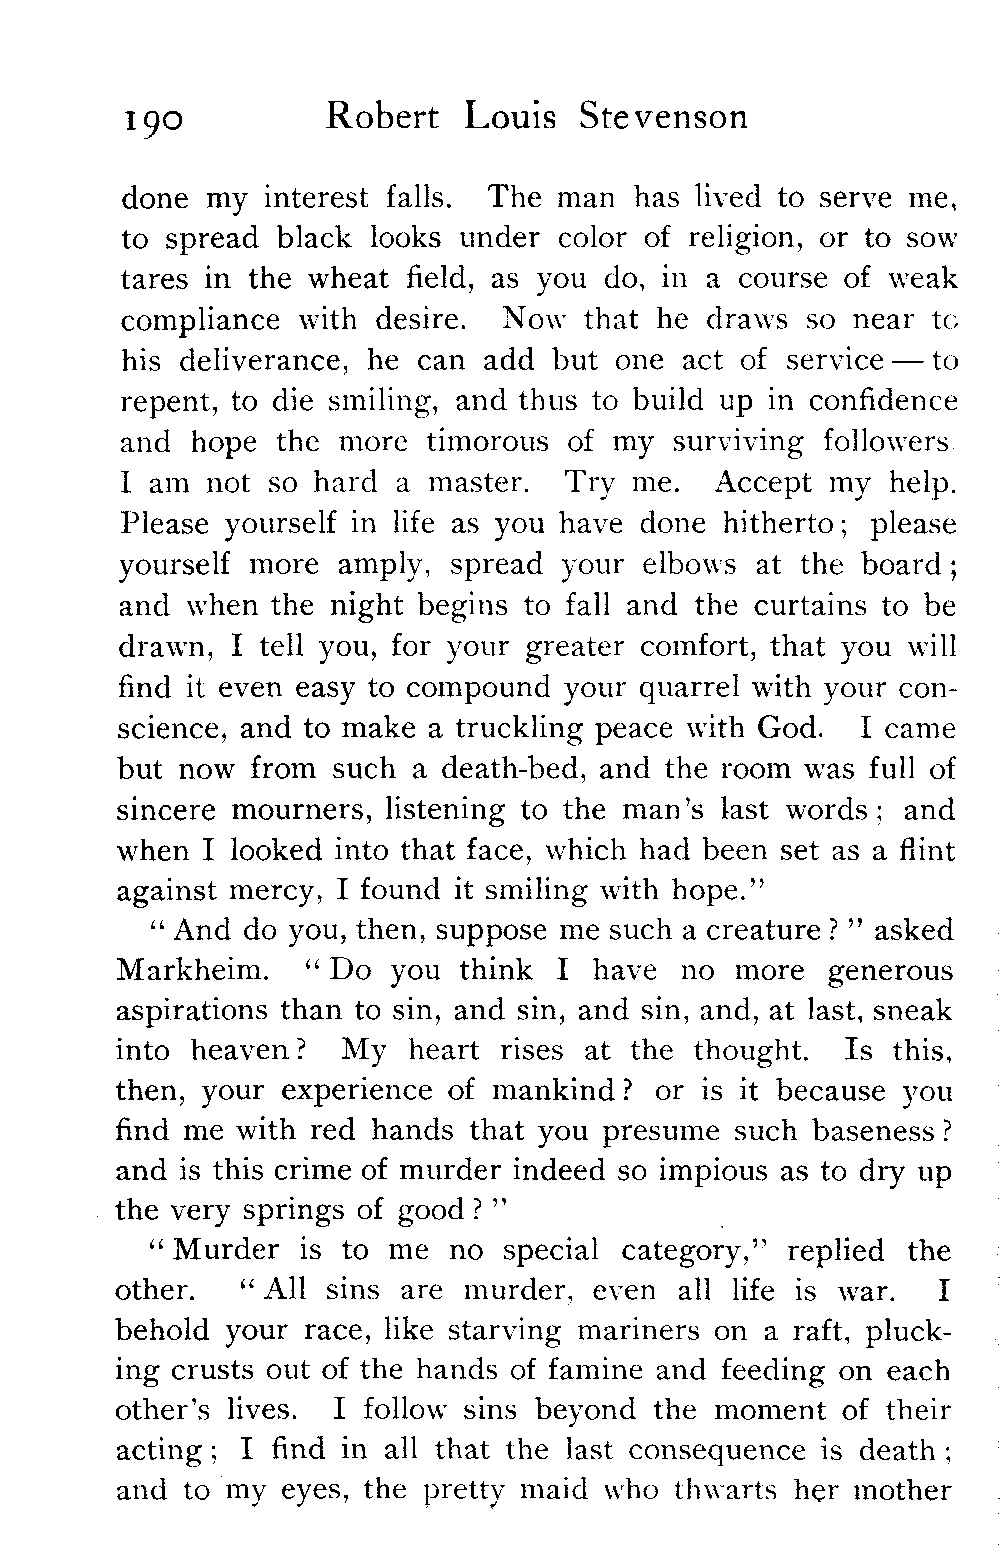 190 Robert Louis Stevenson
done my interest falls. The man has lived to serve me,
to spread black looks under color of religion, or to sow
tares in the wheat field, as you do, in a course of weak
compliance with desire. Now that he draws so near to
his deliverance, he can add but one act of service — to
repent, to die smiling, and thus to build up in confidence
and hope the more timorous of my surviving followers.
I am not so hard a master. Try me. Accept my help.
Please yourself in life as you have done hitherto; please
yourself more amply, spread your elbows at the board;
and when the night begins to fall and the curtains to be
drawn, I tell you, for your greater comfort, that you will
find it even easy to compound your quarrel with your con-
science, and to make a truckling peace with God. I came
but now from such a death-bed, and the room was full of
sincere mourners, listening to the man's last words; and
when I looked into that face, which had been set as a flint
against mercy, I found it smiling with hope."
"And do you, then, suppose me such a creature?" asked
Markheim. "Do you think I have no more generous
aspirations than to sin, and sin, and sin, and, at last, sneak
into heaven? My heart rises at the thought. Is this,
then, your experience of mankind? or is it because you
find me with red hands that you presume such baseness?
and is this crime of murder indeed so impious as to dry up
the very springs of good?"
"Murder is to me no special category," replied the
other. "All sins are murder, even all life is war. I
behold your race, like starving mariners on a raft, pluck-
ing crusts out of the hands of famine and feeding on each
other's lives. I follow sins beyond the moment of their
acting; I find in all that the last consequence is death;
and to my eyes, the pretty maid who thwarts her mother